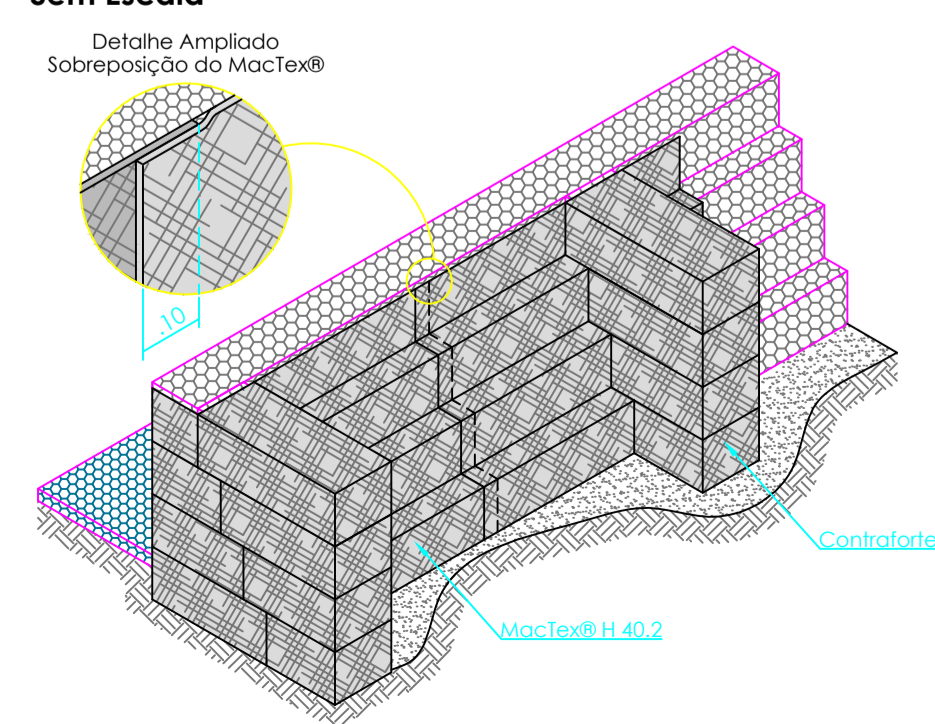 Sem Escala
Detalhe Ampliado
Sobreposição do MacTex®
.10
Contraforte
MacTex® H 40.2